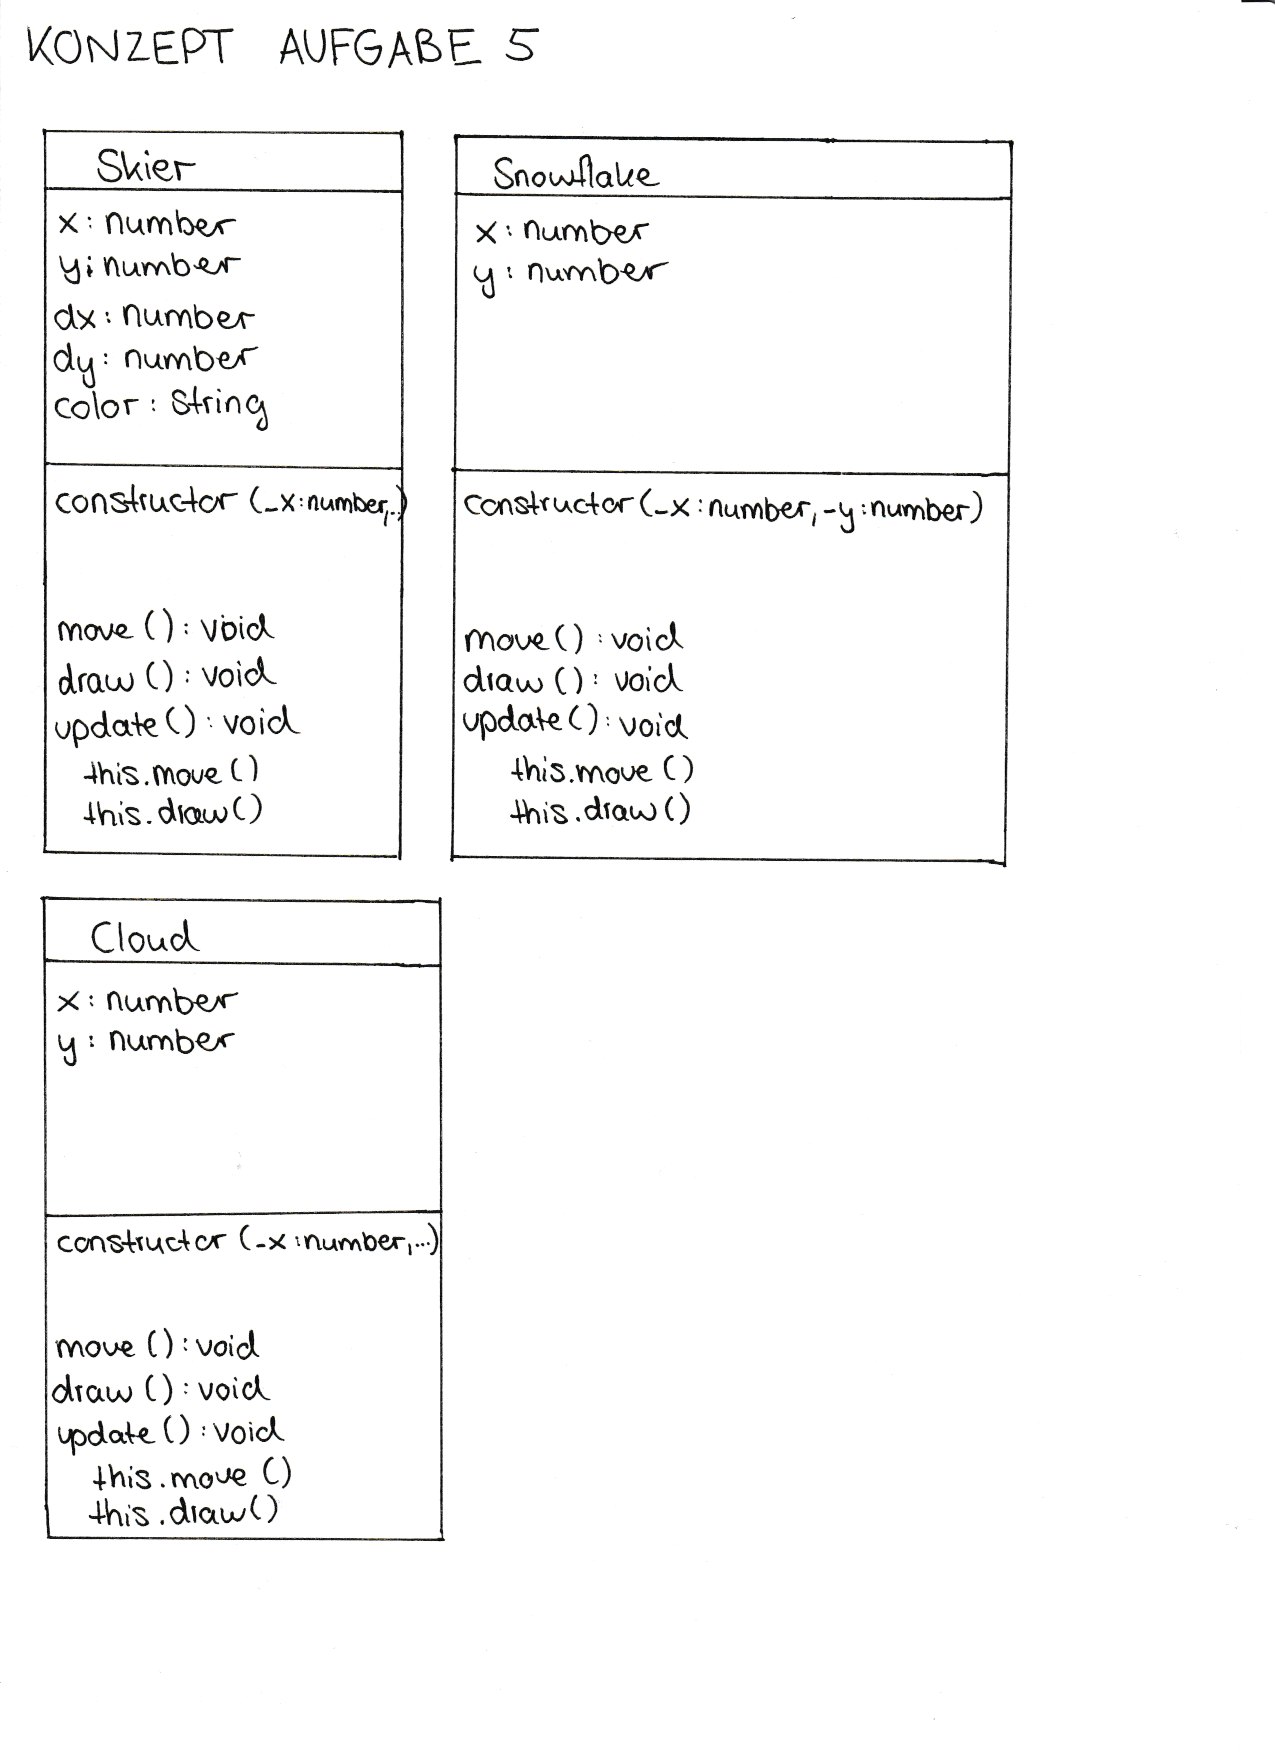 KONZEPT AUFGABE 5
Skier
x: number
y: number
dx: number
dy: number
color: String
constructor (_x:number,..)
move (): void
draw (): void
update (): void
this.move ()
this.draw()
Snowflake
x: number
y: number
constructor(_x:number, _y:number)
move(): void
draw (): void
update(): void
this.move ()
this.draw()
Cloud
x: number
y: number
constructor (_x:number,...)
move (): void
draw (): void
update (): void
this.move ()
this.draw()